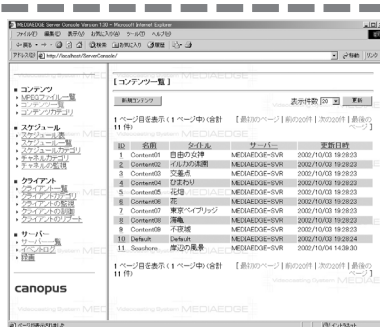 MEDIAEDGE Server Console Version 1.30 - Microsoft Internet Explorer
ファイル(F) 編集(E) 表示(V) お気に入り(A) ツール(T) ヘルプ(H)
戻る 検索 お気に入り 履歴
アドレス(D) http://localhost/ServerConsole/ 移動 リンク
コンテンツ
MPEGファイル一覧
コンテンツ一覧
コンテンツカテゴリ
スケジュール
スケジュール表
スケジュール一覧
スケジュールカテゴリ
チャネルカテゴリ
チャネルの監視
クライアント
クライアント一覧
クライアントカテゴリ
クライアントの監視
クライアントの制御
クライアントのリブート
サーバー
サーバー一覧
イベントログ
録画
canopus
[コンテンツ一覧]
新規コンテンツ 表示件数 20 更新
1 ページ目を表示 (1 ページ中) (合計 11 件) [最初のページ | 前の20件 | 次の20件 | 最後のページ]
ID 名前 タイトル サーバー 更新日時
1 Content01 自由の女神 MEDIAEDGE-SVR 2002/10/03 19:28:23
2 Content02 イルカの楽園 MEDIAEDGE-SVR 2002/10/03 19:28:23
3 Content03 交差点 MEDIAEDGE-SVR 2002/10/03 19:28:23
4 Content04 ひまわり MEDIAEDGE-SVR 2002/10/03 19:28:23
5 Content05 花畑 MEDIAEDGE-SVR 2002/10/03 19:28:23
6 Content06 花 MEDIAEDGE-SVR 2002/10/03 19:28:23
7 Content07 東京ベイブリッジ MEDIAEDGE-SVR 2002/10/03 19:28:23
8 Content08 海亀 MEDIAEDGE-SVR 2002/10/03 19:28:23
9 Content09 不夜城 MEDIAEDGE-SVR 2002/10/03 19:28:23
10 Default Default MEDIAEDGE-SVR 2002/10/03 19:28:24
11 Seashore 岸辺の風景 MEDIAEDGE-SVR 2002/10/04 14:39:30
1 ページ目を表示 (1 ページ中) (合計 11 件) [最初のページ | 前の20件 | 次の20件 | 最後のページ]
ページが表示されました イントラネット